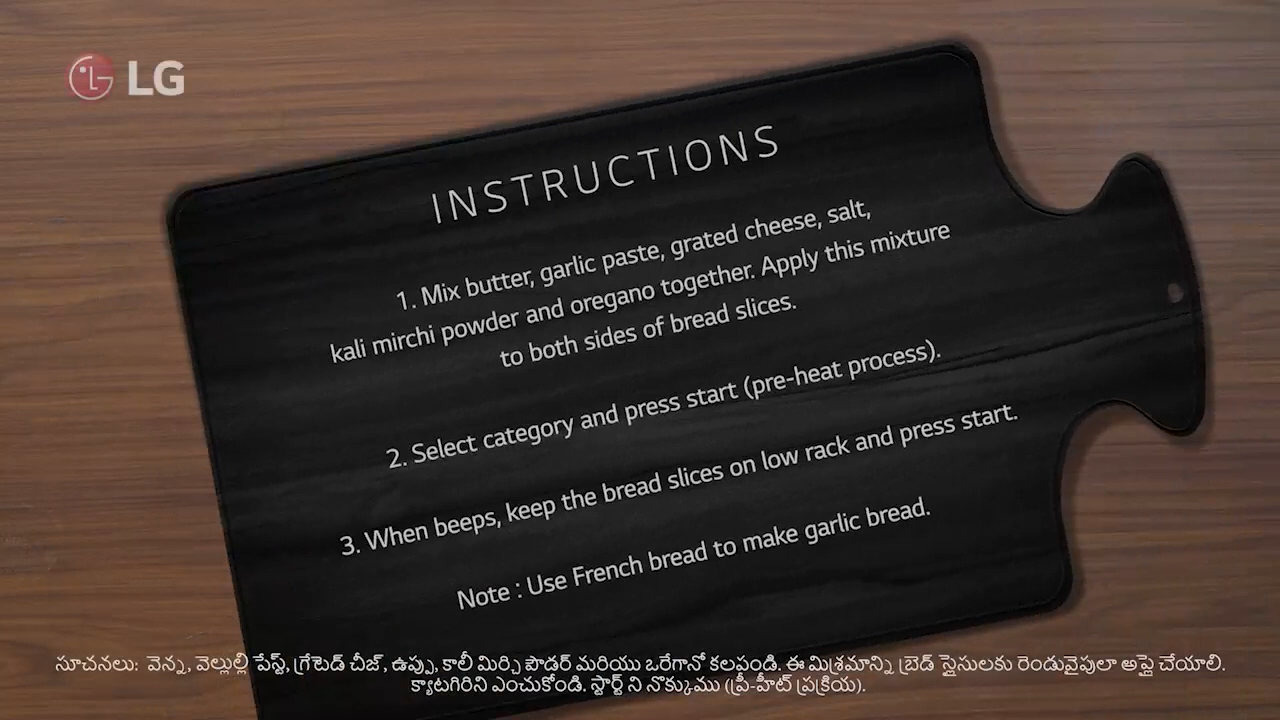 LG
INSTRUCTIONS
1. Mix butter, garlic paste, grated cheese, salt,
kali mirchi powder and oregano together. Apply this mixture
to both sides of bread slices.
2. Select category and press start (pre-heat process).
3. When beeps, keep the bread slices on low rack and press start.
Note : Use French bread to make garlic bread.
సూచనలు: వెన్న, వెల్లుల్లి పేస్ట్, గ్రేటెడ్ చీజ్, ఉప్పు, కాలీ మిర్చి పౌడర్ మరియు ఒరేగానో కలపండి. ఈ మిశ్రమాన్ని బ్రెడ్ స్లైసులకు రెండువైపులా అప్లై చేయాలి.
క్యాటగిరిని ఎంచుకోండి. స్టార్ట్ ని నొక్కుము (ప్రీ-హీట్ ప్రక్రియ).